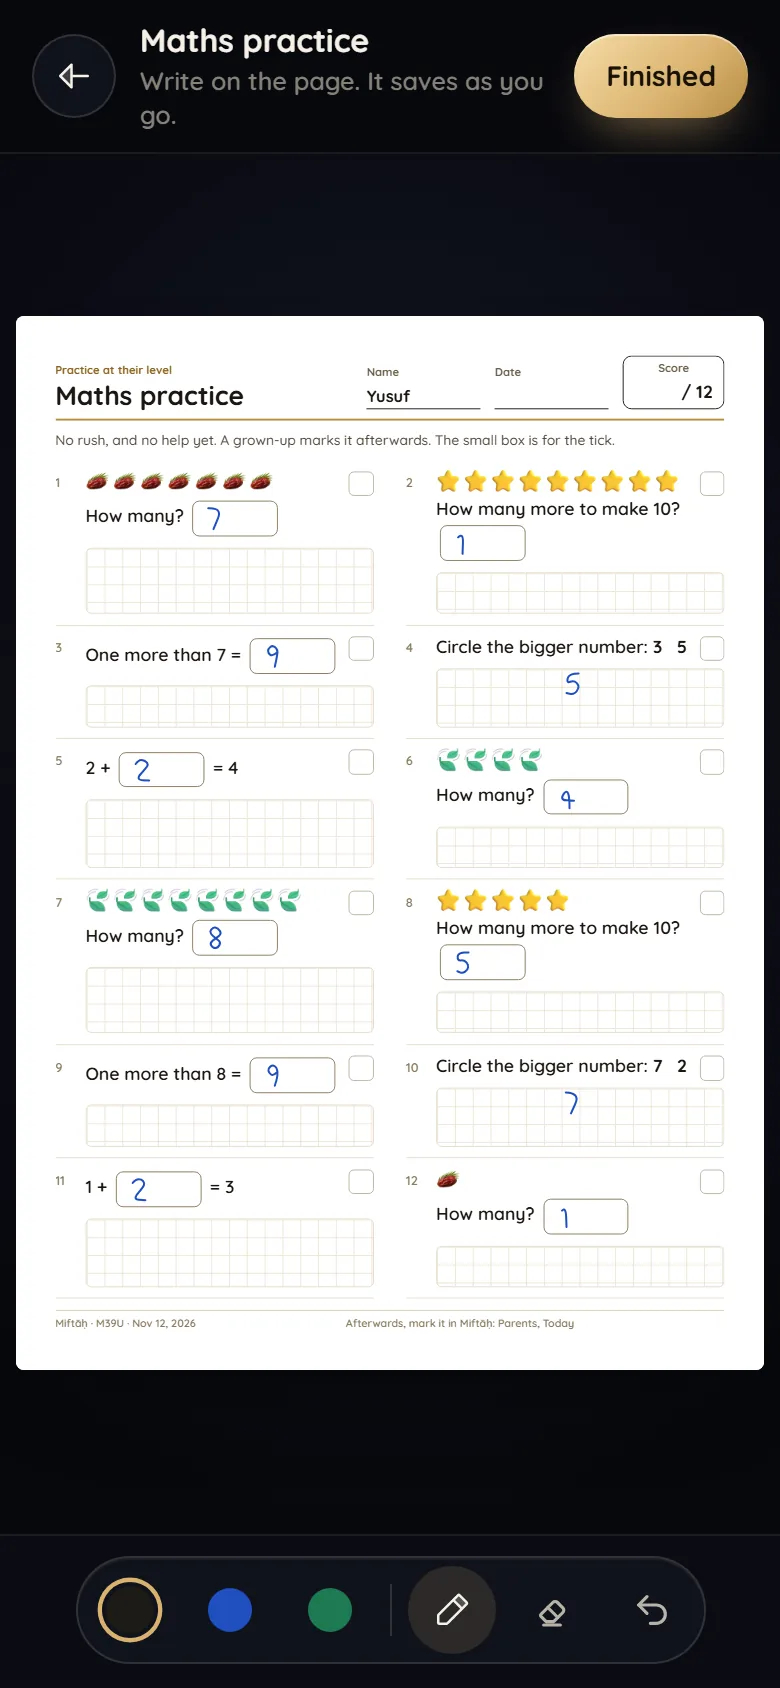 Maths practice
Write on the page. It saves as you
go.
Finished
Practice at their level
Maths practice
Name
Yusuf
Date
Score
/ 12
No rush, and no help yet. A grown-up marks it afterwards. The small box is for the tick.
1
How many? 7
2
How many more to make 10?
1
3
One more than 7 = 9
4
Circle the bigger number: 3 5
5
5
2 + 2 = 4
6
How many? 4
7
How many? 8
8
How many more to make 10?
5
9
One more than 8 = 9
10
Circle the bigger number: 7 2
7
11
1 + 2 = 3
12
How many? 1
Miftāḥ · M39U · Nov 12, 2026
Afterwards, mark it in Miftāḥ: Parents, Today